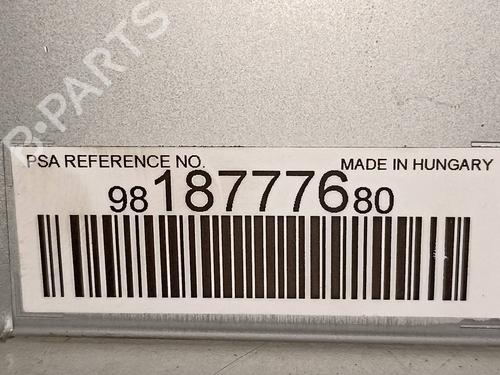 B-PARTS
PSA REFERENCE NO. MADE IN HUNGARY
9818777680